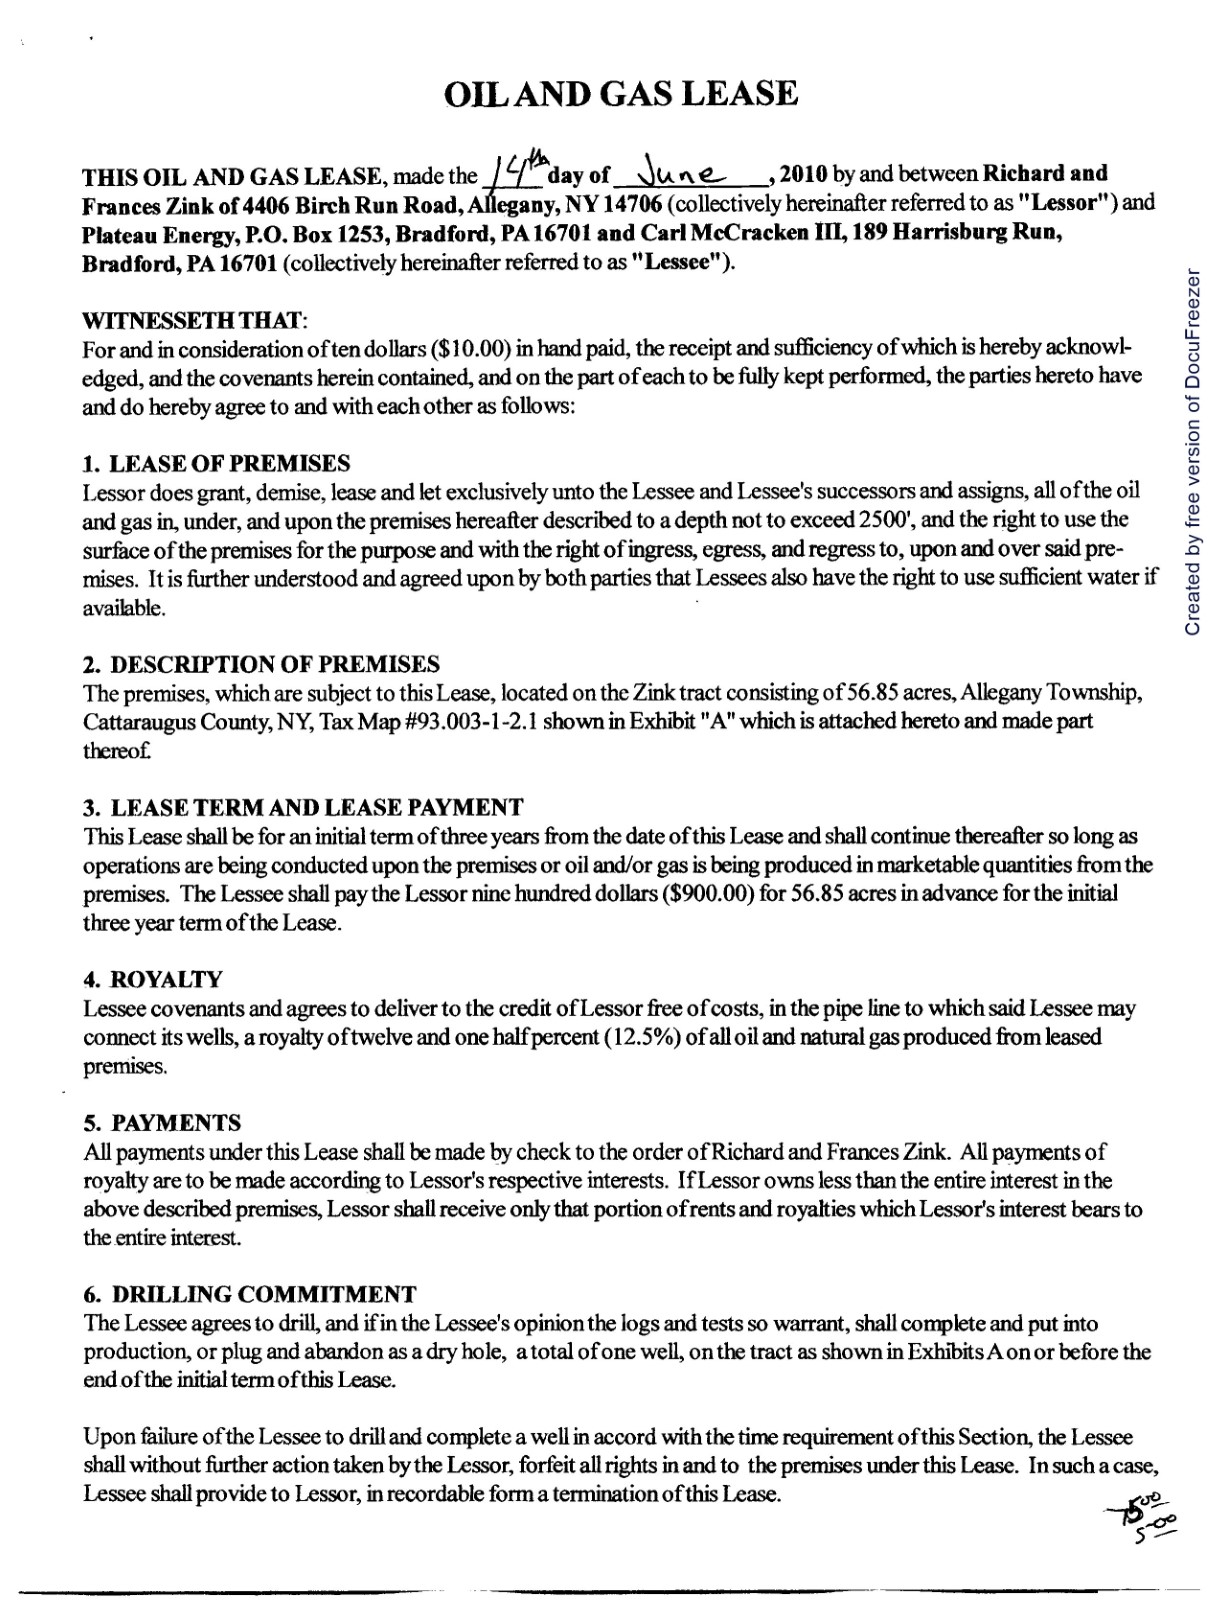 OIL AND GAS LEASE
THIS OIL AND GAS LEASE, made the 14th day of June, 2010 by and between Richard and
Frances Zink of 4406 Birch Run Road, Allegany, NY 14706 (collectively hereinafter referred to as "Lessor") and
Plateau Energy, P.O. Box 1253, Bradford, PA 16701 and Carl McCracken III, 189 Harrisburg Run,
Bradford, PA 16701 (collectively hereinafter referred to as "Lessee").
WITNESSETH THAT:
For and in consideration of ten dollars ($10.00) in hand paid, the receipt and sufficiency of which is hereby acknowl-
edged, and the covenants herein contained, and on the part of each to be fully kept performed, the parties hereto have
and do hereby agree to and with each other as follows:
1. LEASE OF PREMISES
Lessor does grant, demise, lease and let exclusively unto the Lessee and Lessee's successors and assigns, all of the oil
and gas in, under, and upon the premises hereafter described to a depth not to exceed 2500', and the right to use the
surface of the premises for the purpose and with the right of ingress, egress, and regress to, upon and over said pre-
mises. It is further understood and agreed upon by both parties that Lessees also have the right to use sufficient water if
available.
2. DESCRIPTION OF PREMISES
The premises, which are subject to this Lease, located on the Zink tract consisting of 56.85 acres, Allegany Township,
Cattaraugus County, NY, Tax Map #93.003-1-2.1 shown in Exhibit "A" which is attached hereto and made part
thereof.
3. LEASE TERM AND LEASE PAYMENT
This Lease shall be for an initial term of three years from the date of this Lease and shall continue thereafter so long as
operations are being conducted upon the premises or oil and/or gas is being produced in marketable quantities from the
premises. The Lessee shall pay the Lessor nine hundred dollars ($900.00) for 56.85 acres in advance for the initial
three year term of the Lease.
4. ROYALTY
Lessee covenants and agrees to deliver to the credit of Lessor free of costs, in the pipe line to which said Lessee may
connect its wells, a royalty of twelve and one half percent (12.5%) of all oil and natural gas produced from leased
premises.
5. PAYMENTS
All payments under this Lease shall be made by check to the order of Richard and Frances Zink. All payments of
royalty are to be made according to Lessor's respective interests. If Lessor owns less than the entire interest in the
above described premises, Lessor shall receive only that portion of rents and royalties which Lessor's interest bears to
the entire interest.
6. DRILLING COMMITMENT
The Lessee agrees to drill, and if in the Lessee's opinion the logs and tests so warrant, shall complete and put into
production, or plug and abandon as a dry hole, a total of one well, on the tract as shown in Exhibits A on or before the
end of the initial term of this Lease.
Upon failure of the Lessee to drill and complete a well in accord with the time requirement of this Section, the Lessee
shall without further action taken by the Lessor, forfeit all rights in and to the premises under this Lease. In such a case,
Lessee shall provide to Lessor, in recordable form a termination of this Lease.
5-00
Created by free version of DocuFreezer